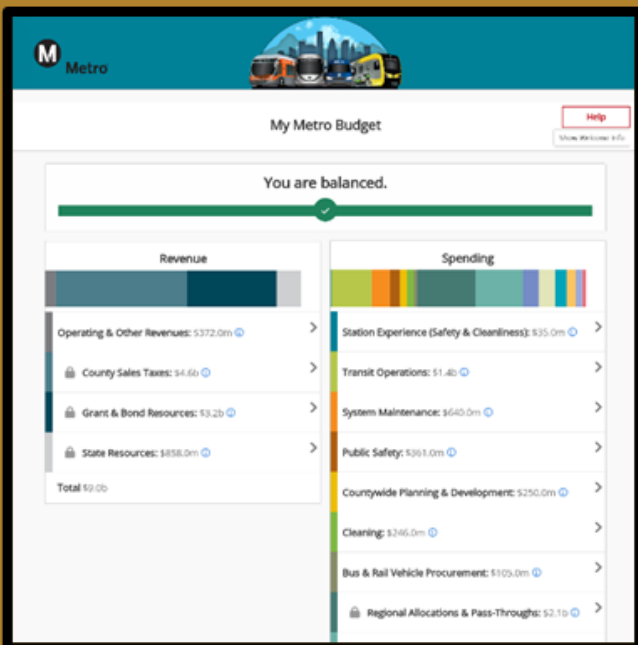 M
Metro
My Metro Budget
Help
Show Welcome Info
You are balanced.
Revenue
Operating & Other Revenues: $372.0m
County Sales Taxes: $4.6b
Grant & Bond Resources: $3.2b
State Resources: $858.0m
Total $9.0b
Spending
Station Experience (Safety & Cleanliness): $35.0m
Transit Operations: $1.4b
System Maintenance: $640.0m
Public Safety: $361.0m
Countywide Planning & Development: $250.0m
Cleaning: $246.0m
Bus & Rail Vehicle Procurement: $105.0m
Regional Allocations & Pass-Throughs: $2.1b